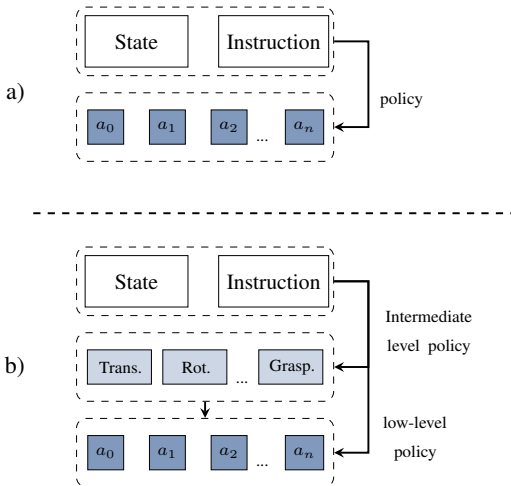 State Instruction
a)
policy
a₀ a₁ a₂ ... aₙ
State Instruction
Intermediate
level policy
b)
Trans. Rot. ... Grasp.
low-level
policy
a₀ a₁ a₂ ... aₙ